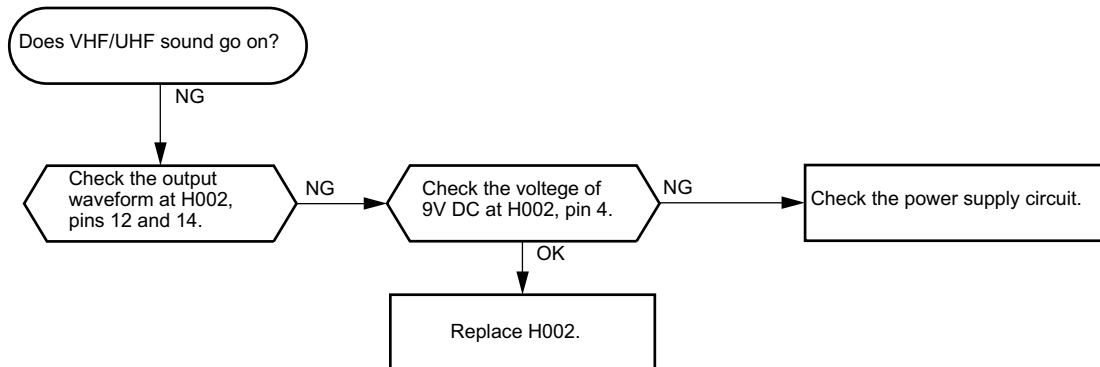 Does VHF/UHF sound go on?
NG
Check the output
waveform at H002,
pins 12 and 14.
NG
Check the voltege of
9V DC at H002, pin 4.
NG
Check the power supply circuit.
OK
Replace H002.